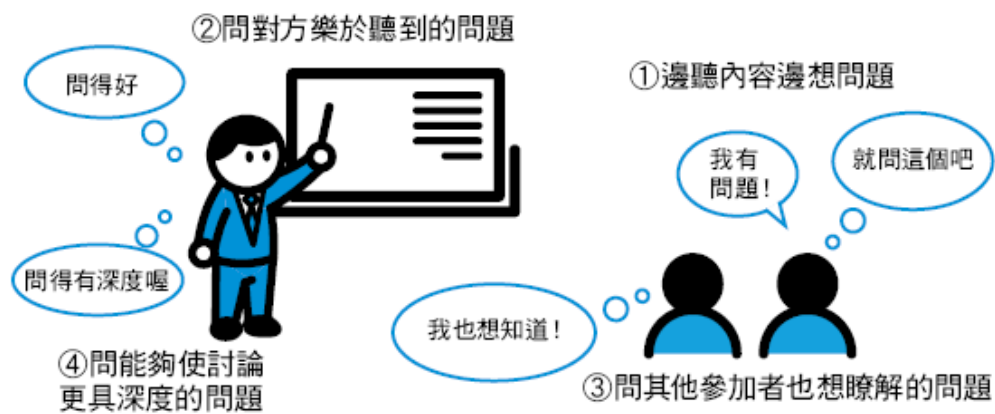 ②問對方樂於聽到的問題
問得好
①邊聽內容邊想問題
我有
問題！
就問這個吧
問得有深度喔
我也想知道！
④問能夠使討論
更具深度的問題
③問其他參加者也想瞭解的問題